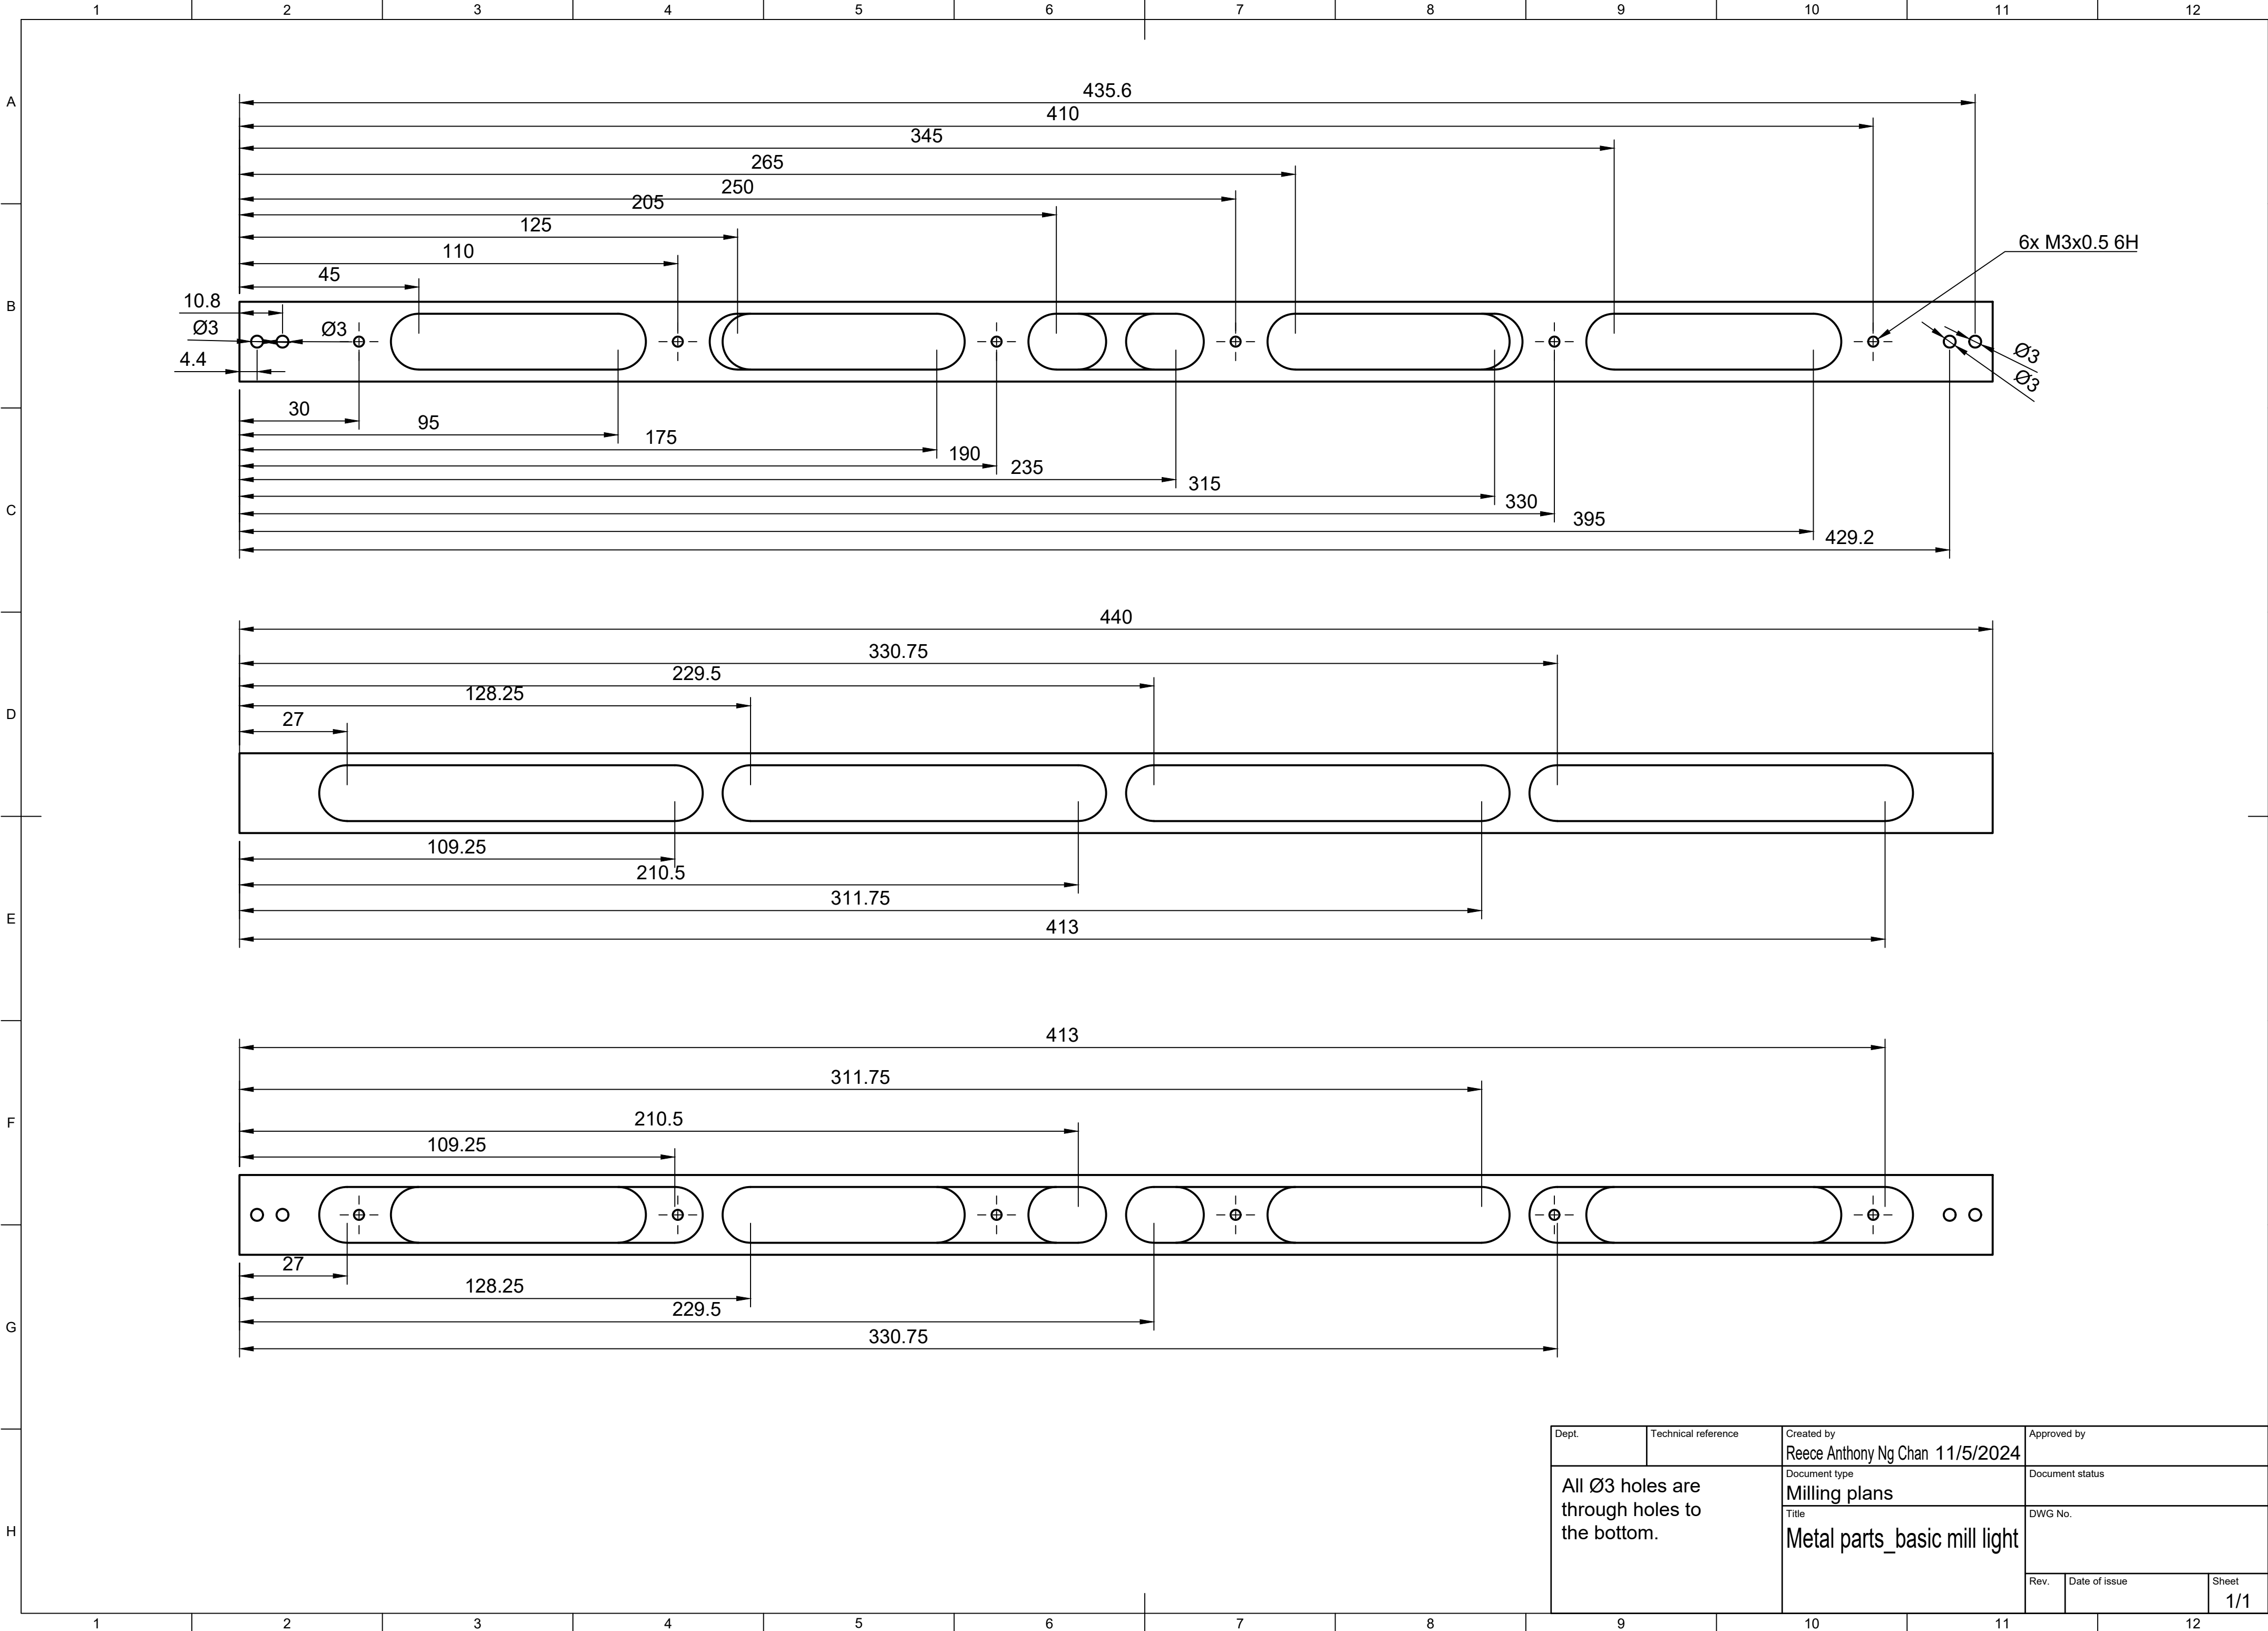 1 2 3 4 5 6 7 8 9 10 11 12
A
435.6
410
345
265
250
205
125
110
45
6x M3x0.5 6H
B
10.8
Ø3
Ø3
4.4
Ø3
Ø3
30
95
175
190
235
315
330
395
429.2
C
440
330.75
229.5
128.25
27
D
109.25
210.5
311.75
413
E
413
311.75
210.5
109.25
F
27
128.25
229.5
330.75
G
Dept.
Technical reference
Created by
Reece Anthony Ng Chan 11/5/2024
Approved by
All Ø3 holes are
through holes to
the bottom.
Document type
Milling plans
Document status
Title
Metal parts_basic mill light
DWG No.
Rev.
Date of issue
Sheet
1/1
H
1 2 3 4 5 6 7 8 9 10 11 12